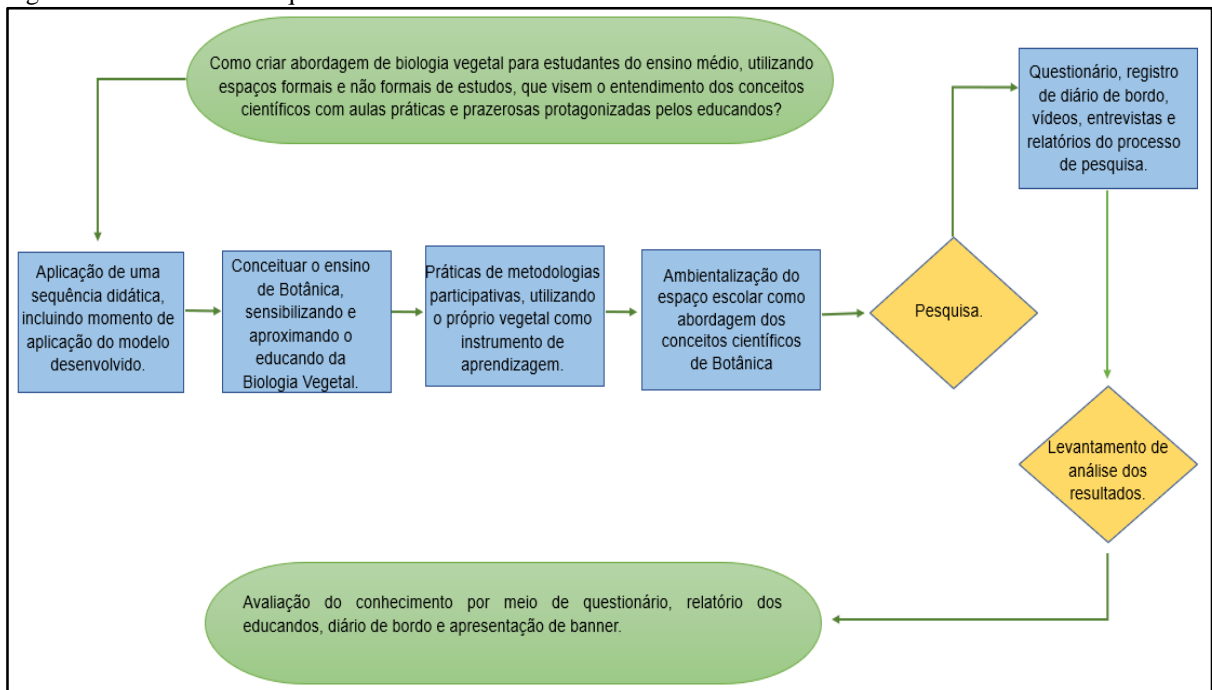 Como criar abordagem de biologia vegetal para estudantes do ensino médio, utilizando
espaços formais e não formais de estudos, que visem o entendimento dos conceitos
científicos com aulas práticas e prazerosas protagonizadas pelos educandos?
Aplicação de uma
sequência didática,
incluindo momento de
aplicação do modelo
desenvolvido.
Conceituar o ensino
de Botânica,
sensibilizando e
aproximando o
educando da
Biologia Vegetal.
Práticas de metodologias
participativas, utilizando
o próprio vegetal como
instrumento de
aprendizagem.
Ambientalização do
espaço escolar como
abordagem dos
conceitos científicos
de Botânica
Pesquisa.
Questionário, registro
de diário de bordo,
vídeos, entrevistas e
relatórios do processo
de pesquisa.
Levantamento de
análise dos
resultados.
Avaliação do conhecimento por meio de questionário, relatório dos
educandos, diário de bordo e apresentação de banner.